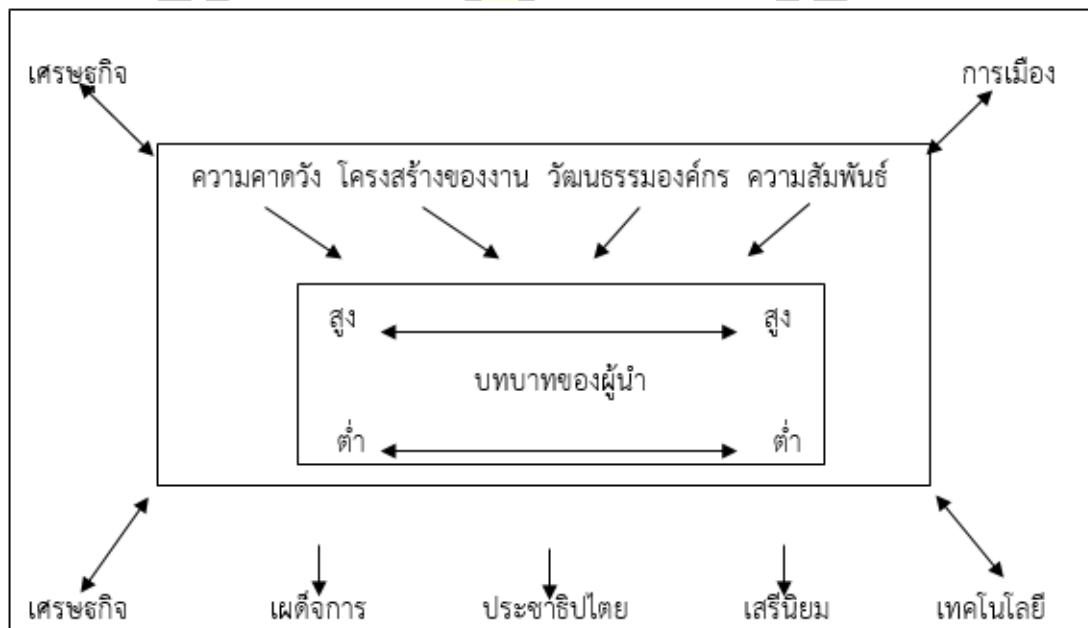 เศรษฐกิจ การเมือง
ความคาดวัง โครงสร้างของงาน วัฒนธรรมองค์กร ความสัมพันธ์
สูง สูง
บทบาทของผู้นำ
ต่ำ ต่ำ
เศรษฐกิจ เผด็จการ ประชาธิปไตย เสรีนิยม เทคโนโลยี